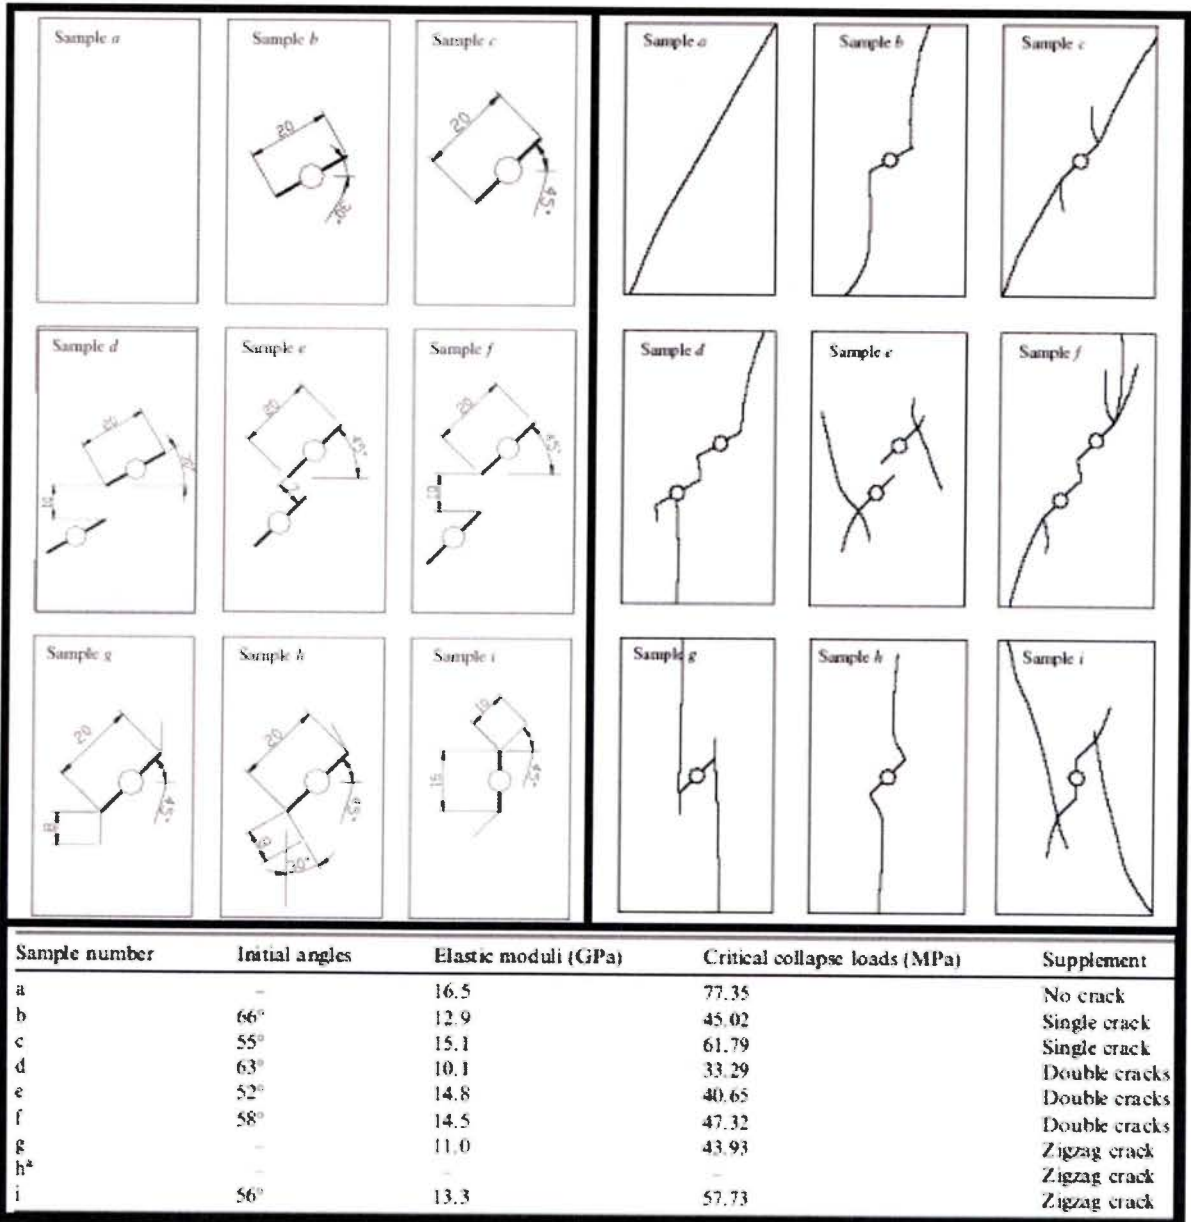 Sample a
Sample b
Sample c
20
30°
20
45°
Sample d
Sample e
Sample f
20
10
20
45°
7
20
45°
10
Sample g
Sample h
Sample i
20
45°
8
20
45°
30°
10
45°
15
Sample a
Sample b
Sample c
Sample d
Sample e
Sample f
Sample g
Sample h
Sample i
Sample number Initial angles Elastic moduli (GPa) Critical collapse loads (MPa) Supplement
a – 16.5 77.35 No crack
b 66° 12.9 45.02 Single crack
c 55° 15.1 61.79 Single crack
d 63° 10.1 33.29 Double cracks
e 52° 14.8 40.65 Double cracks
f 58° 14.5 47.32 Double cracks
g – 11.0 43.93 Zigzag crack
hª – – – Zigzag crack
i 56° 13.3 57.73 Zigzag crack